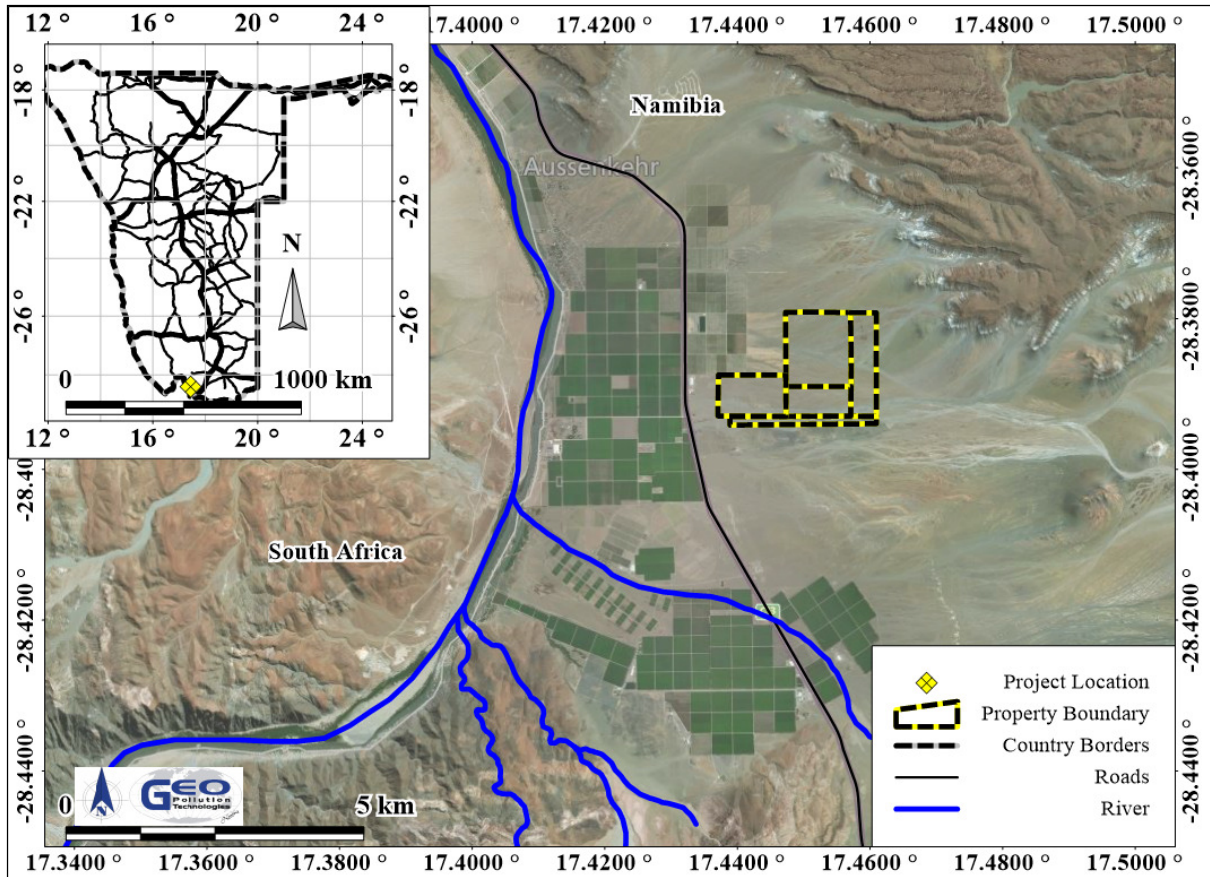 17.4000 ° 17.4200 ° 17.4400 ° 17.4600 ° 17.4800 ° 17.5000 °
12 ° 16 ° 20 ° 24 °
-18 °
-22 °
-26 °
-18 °
-22 °
-26 °
N
0 1000 km
12 ° 16 ° 20 ° 24 °
Namibia
Aussenkehr
South Africa
-28.3600 °
-28.3800 °
-28.4000 °
-28.4200 °
-28.4400 °
-28.40
-28.4200 °
-28.4400 °
Project Location
Property Boundary
Country Borders
Roads
River
N
GEO
Pollution
Technologies
0 5 km
17.3400 ° 17.3600 ° 17.3800 ° 17.4000 ° 17.4200 ° 17.4400 ° 17.4600 ° 17.4800 ° 17.5000 °